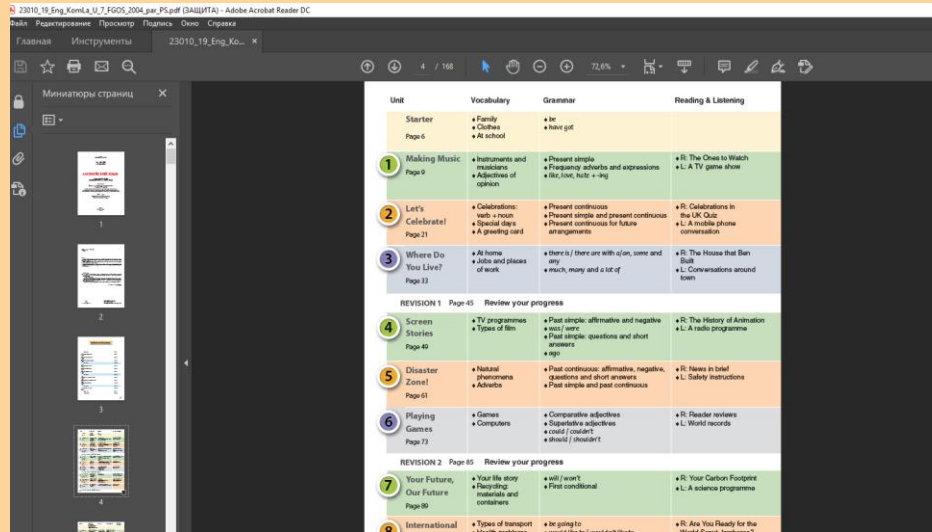 23010_19_Eng_KomLa_U_7_FGOS_2004_par_PS.pdf (ЗАЩИТА) - Adobe Acrobat Reader DC
Файл Редактирование Просмотр Подпись Окно Справка
Главная Инструменты 23010_19_Eng_Ko... ×
4 / 168 72,6%
Миниатюры страниц ×
1
2
3
4
Unit Vocabulary Grammar Reading & Listening
Starter
Page 6
• Family
• Clothes
• At school
• be
• have got
1 Making Music
Page 9
• Instruments and
musicians
• Adjectives of
opinion
• Present simple
• Frequency adverbs and expressions
• like, love, hate + -ing
• R: The Ones to Watch
• L: A TV game show
2 Let's
Celebrate!
Page 21
• Celebrations:
verb + noun
• Special days
• A greeting card
• Present continuous
• Present simple and present continuous
• Present continuous for future
arrangements
• R: Celebrations in
the UK Quiz
• L: A mobile phone
conversation
3 Where Do
You Live?
Page 33
• At home
• Jobs and places
of work
• there is / there are with a/an, some and
any
• much, many and a lot of
• R: The House that Ben
Built
• L: Conversations around
town
REVISION 1 Page 45 Review your progress
4 Screen
Stories
Page 49
• TV programmes
• Types of film
• Past simple: affirmative and negative
• was / were
• Past simple: questions and short
answers
• ago
• R: The History of Animation
• L: A radio programme
5 Disaster
Zone!
Page 61
• Natural
phenomena
• Adverbs
• Past continuous: affirmative, negative,
questions and short answers
• Past simple and past continuous
• R: News in brief
• L: Safety instructions
6 Playing
Games
Page 73
• Games
• Computers
• Comparative adjectives
• Superlative adjectives
• could / couldn't
• should / shouldn't
• R: Reader reviews
• L: World records
REVISION 2 Page 85 Review your progress
7 Your Future,
Our Future
Page 89
• Your life story
• Recycling:
materials and
containers
• will / won't
• First conditional
• R: Your Carbon Footprint
• L: A science programme
8 International
• Types of transport
• be going to
• R: Are You Ready for the